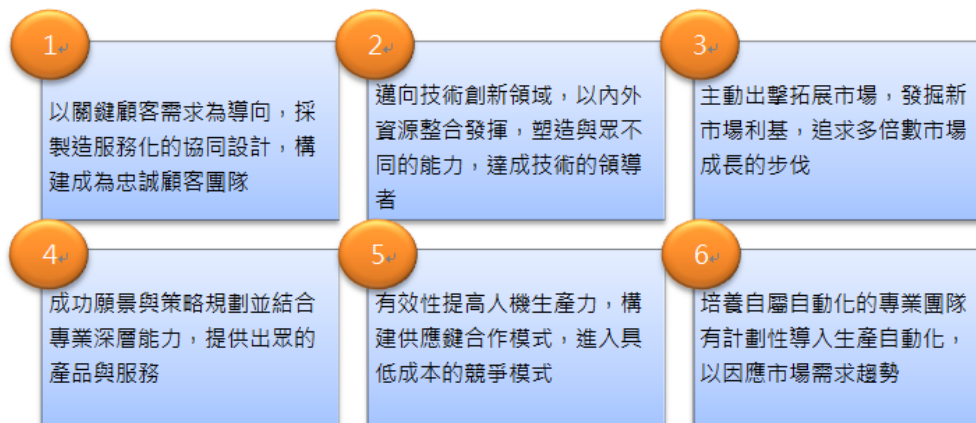 1
以關鍵顧客需求為導向，採
製造服務化的協同設計，構
建成為忠誠顧客團隊
2
邁向技術創新領域，以內外
資源整合發揮，塑造與眾不
同的能力，達成技術的領導
者
3
主動出擊拓展市場，發掘新
市場利基，追求多倍數市場
成長的步伐
4
成功願景與策略規劃並結合
專業深層能力，提供出眾的
產品與服務
5
有效性提高人機生產力，構
建供應鍵合作模式，進入具
低成本的競爭模式
6
培養自屬自動化的專業團隊
有計劃性導入生產自動化，
以因應市場需求趨勢